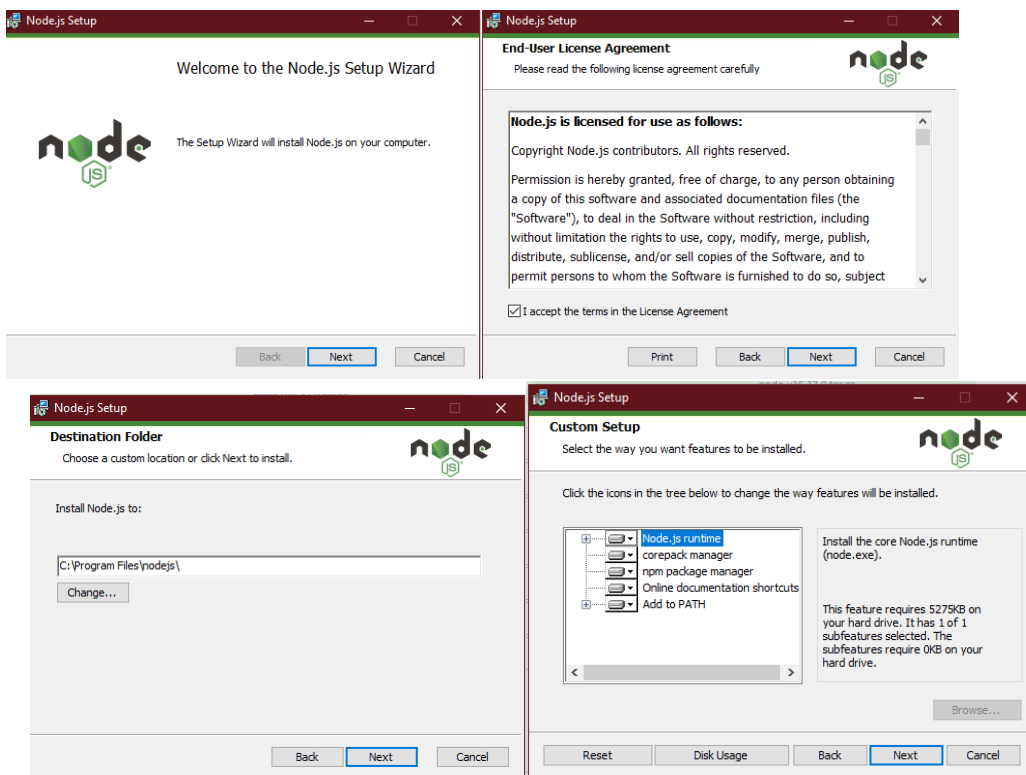 Node.js Setup
Welcome to the Node.js Setup Wizard
node
JS
The Setup Wizard will install Node.js on your computer.
Back Next Cancel
Node.js Setup
End-User License Agreement
Please read the following license agreement carefully
node
JS
Node.js is licensed for use as follows:
Copyright Node.js contributors. All rights reserved.
Permission is hereby granted, free of charge, to any person obtaining
a copy of this software and associated documentation files (the
"Software"), to deal in the Software without restriction, including
without limitation the rights to use, copy, modify, merge, publish,
distribute, sublicense, and/or sell copies of the Software, and to
permit persons to whom the Software is furnished to do so, subject
I accept the terms in the License Agreement
Print Back Next Cancel
Node.js Setup
Destination Folder
Choose a custom location or click Next to install.
node
JS
Install Node.js to:
C:\Program Files\nodejs\
Change...
Back Next Cancel
Node.js Setup
Custom Setup
Select the way you want features to be installed.
node
JS
Click the icons in the tree below to change the way features will be installed.
Node.js runtime
corepack manager
npm package manager
Online documentation shortcuts
Add to PATH
Install the core Node.js runtime
(node.exe).
This feature requires 5275KB on
your hard drive. It has 1 of 1
subfeatures selected. The
subfeatures require 0KB on your
hard drive.
Browse...
Reset Disk Usage Back Next Cancel